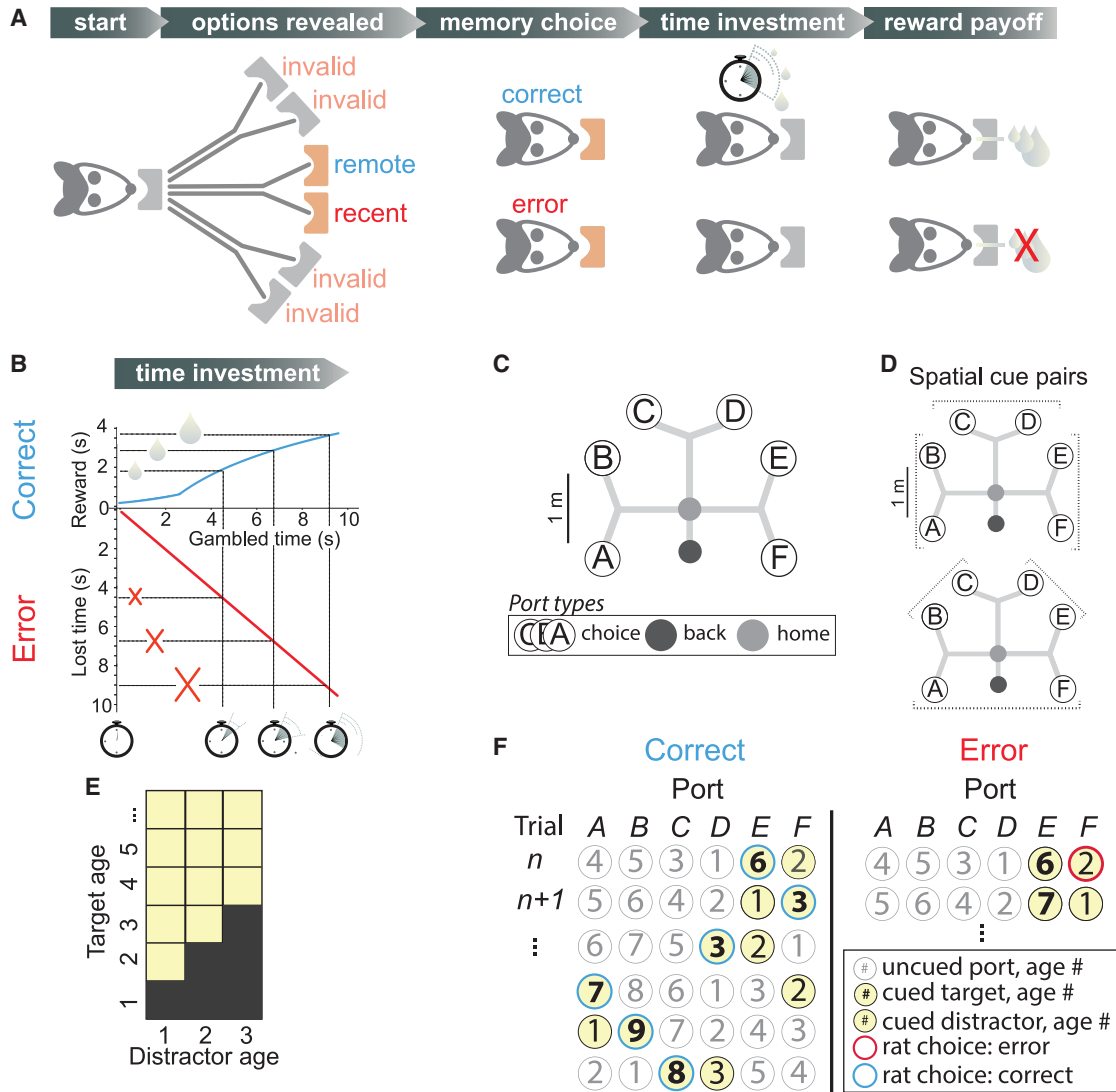 A
start options revealed memory choice time investment reward payoff
invalid
invalid
remote
recent
invalid
invalid
correct
error
X
B
time investment
Correct
Reward (s)
4
2
0
2 4 6 8 10
Gambled time (s)
Error
Lost time (s)
2
4
6
8
10
C
C D
B E
A F
1 m
Port types
C E A choice back home
D
Spatial cue pairs
C D
B E
1 m
A F
C D
B E
A F
E
Target age
... 5 4 3 2 1
1 2 3
Distractor age
F
Correct
Port
Trial A B C D E F
n 4 5 3 1 6 2
n+1 5 6 4 2 1 3
... 6 7 5 3 2 1
7 8 6 1 3 2
1 9 7 2 4 3
2 1 8 3 5 4
Error
Port
A B C D E F
4 5 3 1 6 2
5 6 4 2 7 1
...
# uncued port, age #
# cued target, age #
# cued distractor, age #
rat choice: error
rat choice: correct